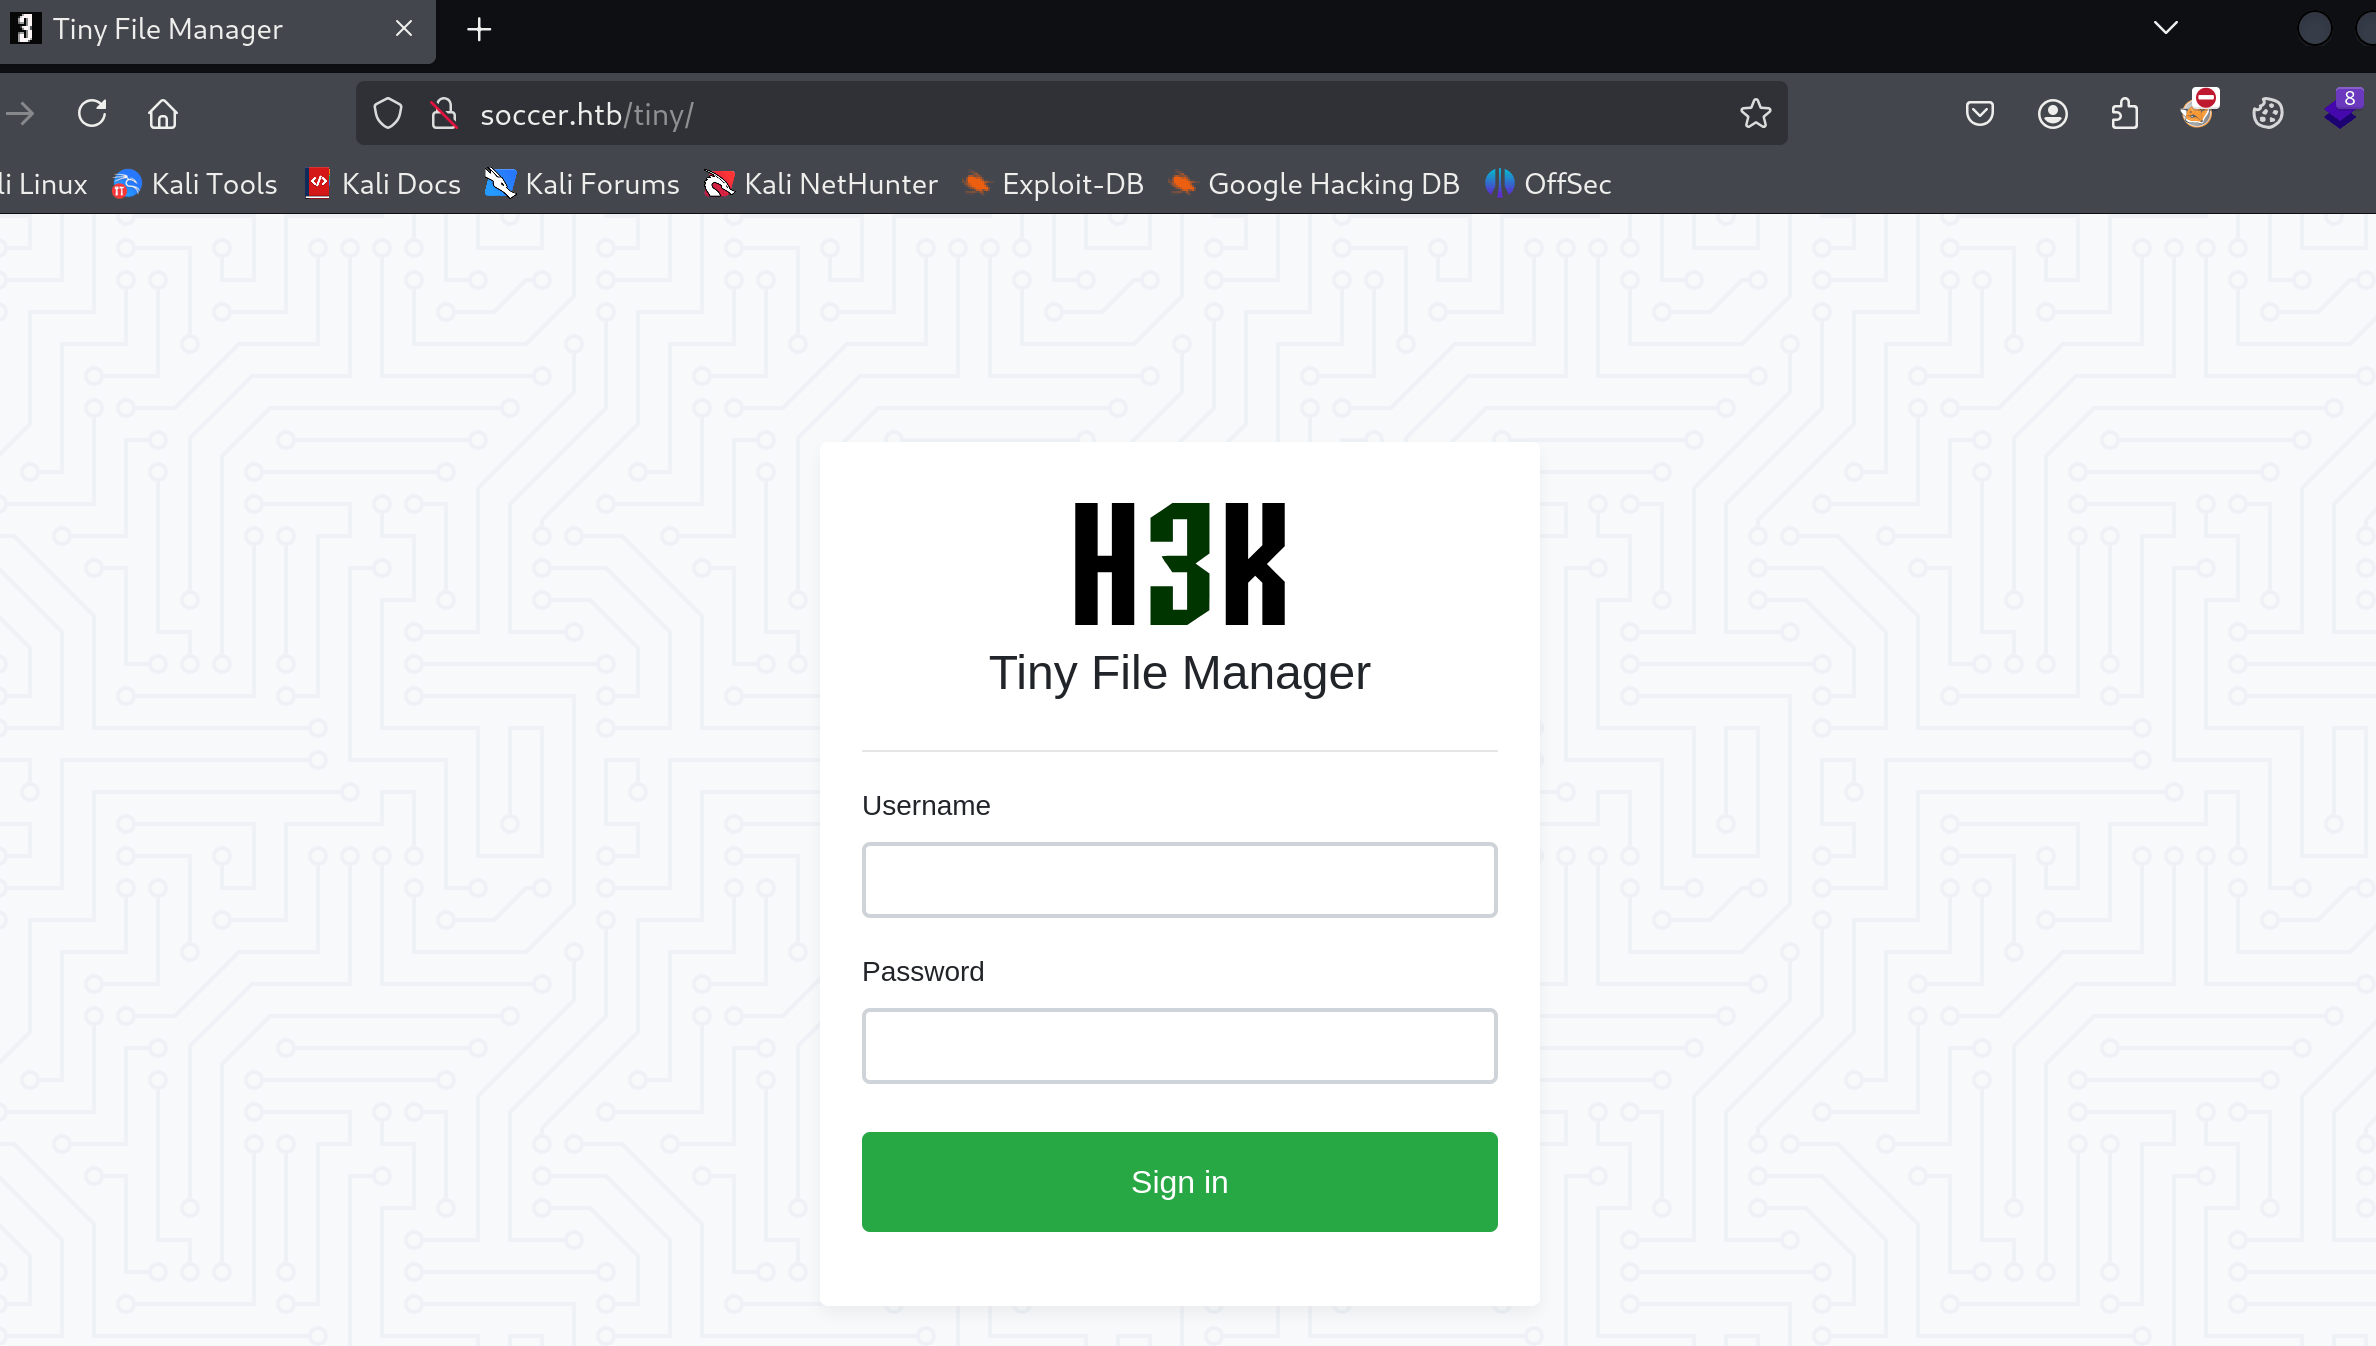 Tiny File Manager
soccer.htb/tiny/
8
li Linux Kali Tools Kali Docs Kali Forums Kali NetHunter Exploit-DB Google Hacking DB OffSec
H3K
Tiny File Manager
Username
Password
Sign in